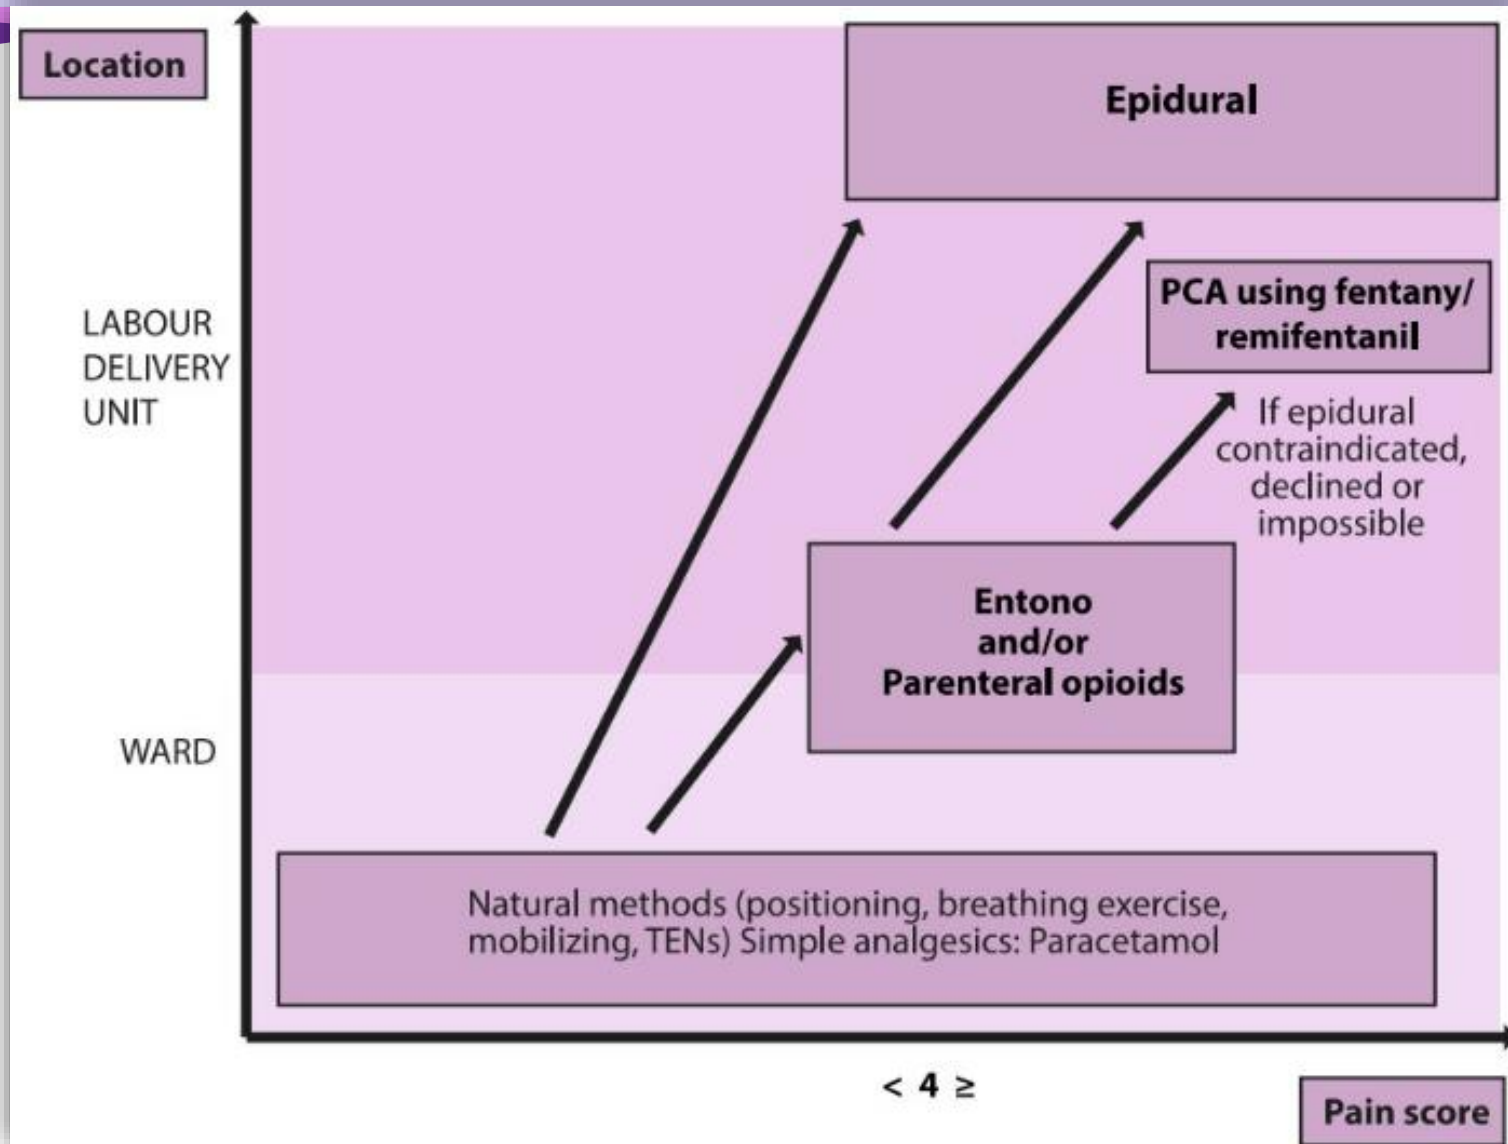 Location
Epidural
LABOUR
DELIVERY
UNIT
PCA using fentany/
remifentanil
If epidural
contraindicated,
declined or
impossible
Entono
and/or
Parenteral opioids
WARD
Natural methods (positioning, breathing exercise,
mobilizing, TENs) Simple analgesics: Paracetamol
< 4 ≥
Pain score